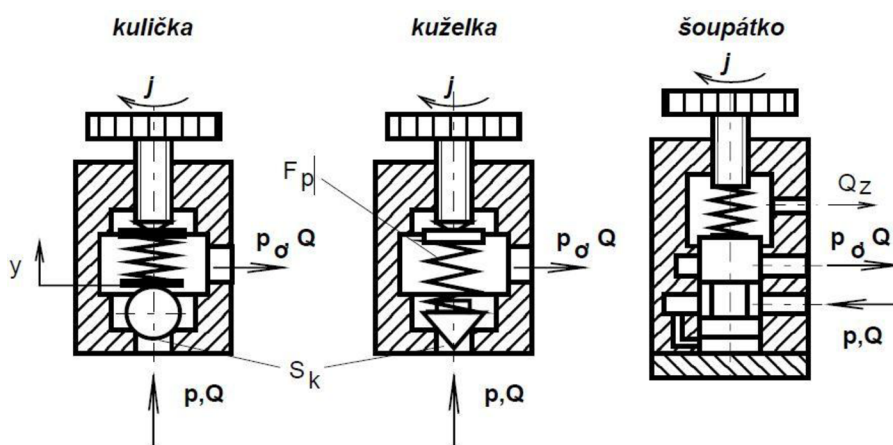 kulička kuželka šoupátko
j j j
F p Q z
p o, Q p o, Q p o, Q
y
S k p,Q
p,Q p,Q